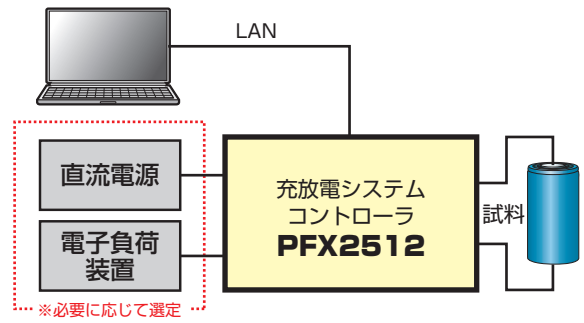 LAN
直流電源
電子負荷
装置
※必要に応じて選定
充放電システム
コントローラ
PFX2512
試料